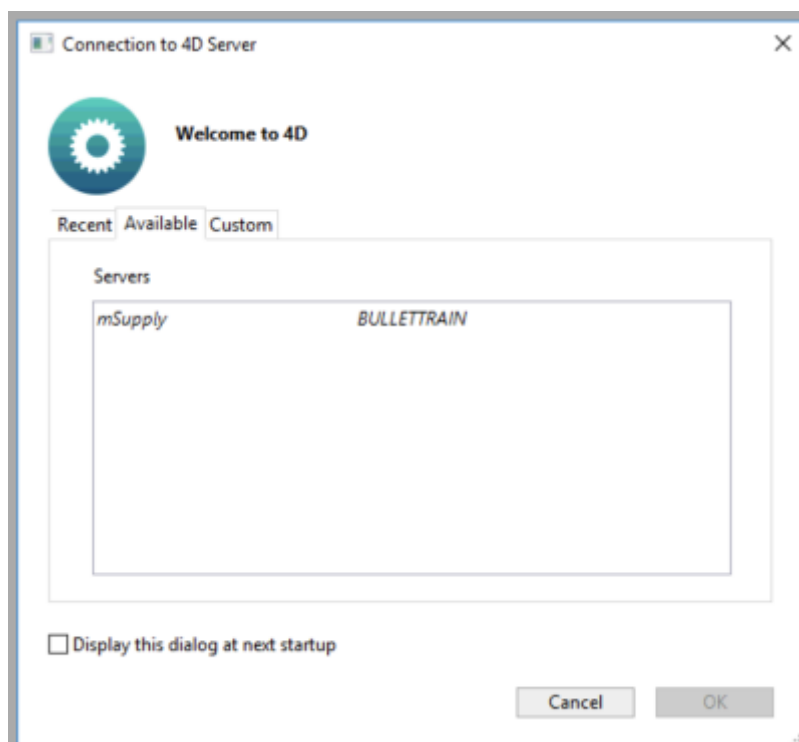 Connection to 4D Server
Welcome to 4D
Recent Available Custom
Servers
mSupply BULLETTRAIN
Display this dialog at next startup
Cancel OK